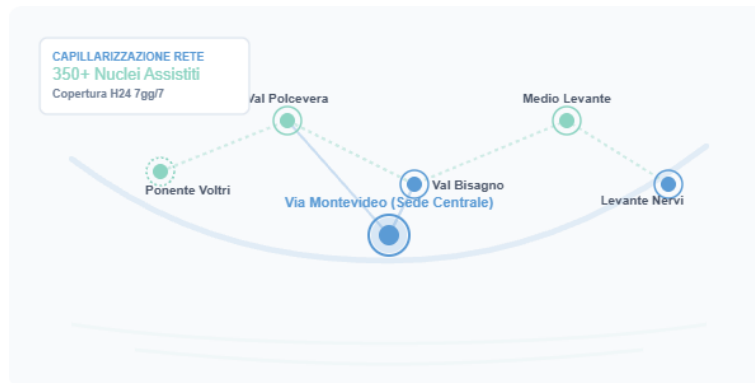 CAPILLARIZZAZIONE RETE
350+ Nuclei Assistiti
Copertura H24 7gg/7
Val Polcevera
Medio Levante
Ponente Voltri
Val Bisagno
Via Montevideo (Sede Centrale)
Levante Nervi